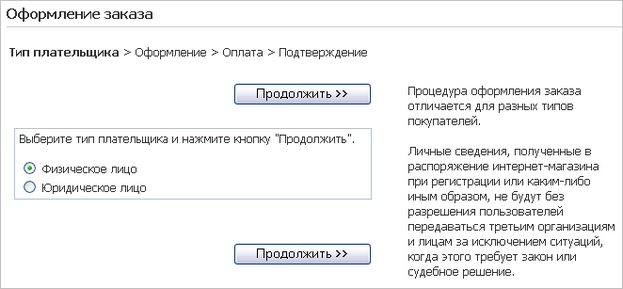 Оформление заказа
Тип плательщика > Оформление > Оплата > Подтверждение
Продолжить >>
Выберите тип плательщика и нажмите кнопку "Продолжить".
Физическое лицо
Юридическое лицо
Продолжить >>
Процедура оформления заказа
отличается для разных типов
покупателей.
Личные сведения, полученные в
распоряжение интернет-магазина
при регистрации или каким-либо
иным образом, не будут без
разрешения пользователей
передаваться третьим организациям
и лицам за исключением ситуаций,
когда этого требует закон или
судебное решение.